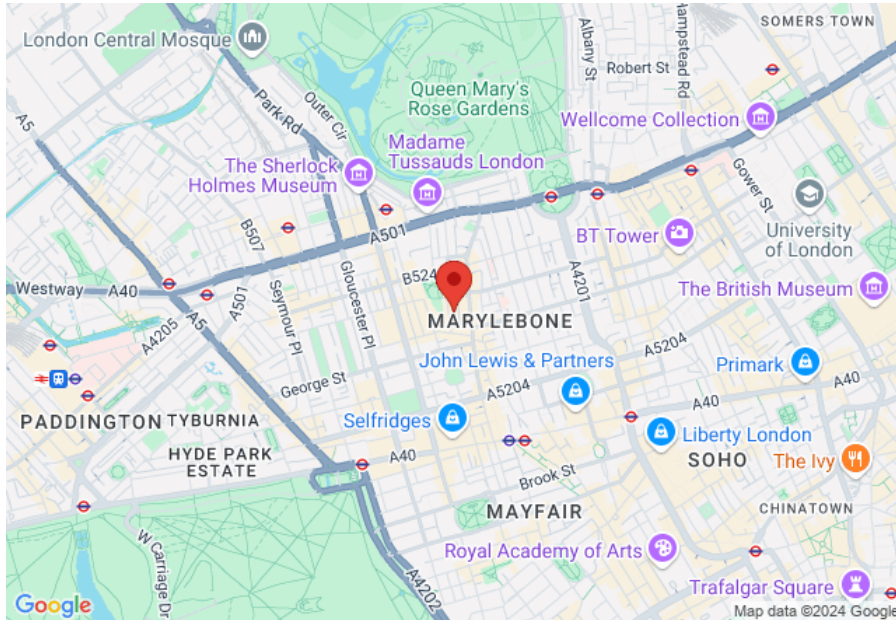 SOMERS TOWN
London Central Mosque
Albany St
Hampstead Rd
Robert St
A5
Park Rd
Outer Cir
Queen Mary's
Rose Gardens
Wellcome Collection
Madame
Tussauds London
The Sherlock
Holmes Museum
Gower St
University
of London
B507
A501
BT Tower
B524
A4201
Westway
A40
A501
Gloucester Pl
Seymour Pl
The British Museum
A4205
A5
MARYLEBONE
John Lewis & Partners
A5204
Primark
George St
A5204
A40
PADDINGTON
TYBURNIA
Selfridges
Liberty London
HYDE PARK
ESTATE
A40
SOHO
The Ivy
Brook St
MAYFAIR
CHINATOWN
W Carriage Dr
Royal Academy of Arts
A4202
Trafalgar Square
Google
Map data ©2024 Google